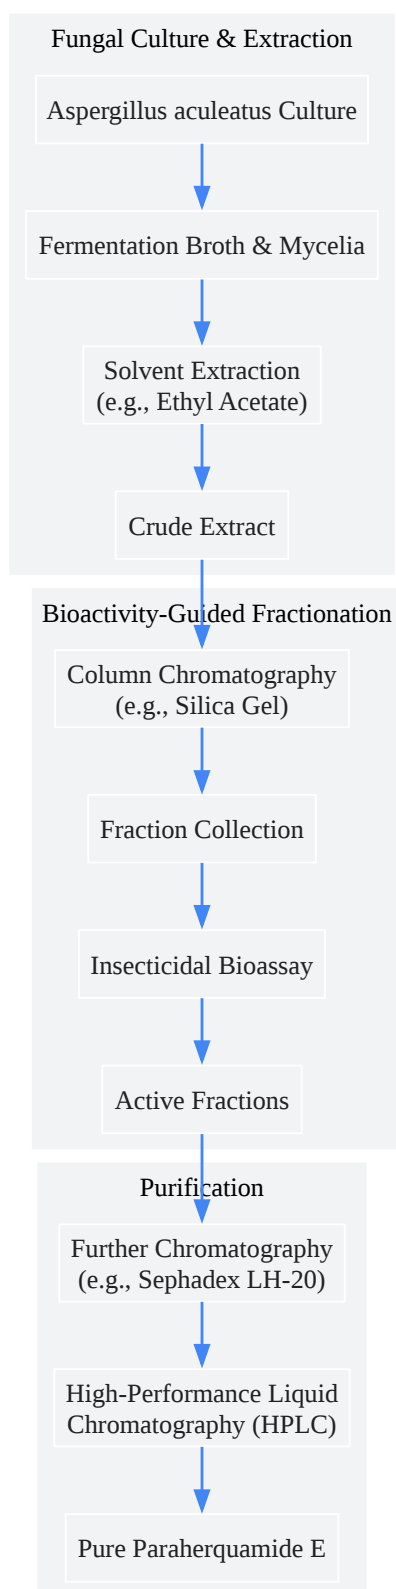 Fungal Culture & Extraction
Aspergillus aculeatus Culture
Fermentation Broth & Mycelia
Solvent Extraction
(e.g., Ethyl Acetate)
Crude Extract
Bioactivity-Guided Fractionation
Column Chromatography
(e.g., Silica Gel)
Fraction Collection
Insecticidal Bioassay
Active Fractions
Purification
Further Chromatography
(e.g., Sephadex LH-20)
High-Performance Liquid
Chromatography (HPLC)
Pure Paraherquamide E